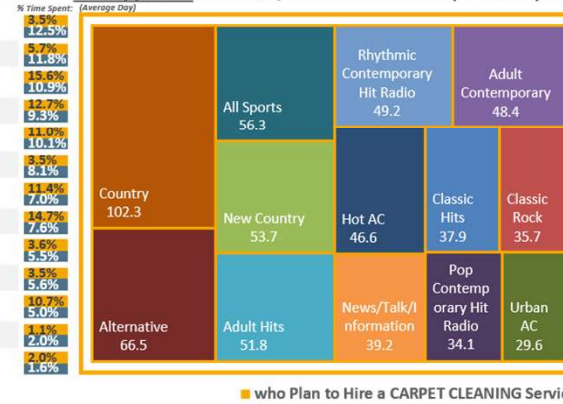 % Time Spent: (Average Day)
3.5%
12.5%
5.7%
11.8%
15.6%
10.9%
12.7%
9.3%
11.0%
10.1%
3.5%
8.1%
11.4%
7.0%
14.7%
7.6%
3.6%
5.5%
3.5%
5.6%
10.7%
5.0%
1.1%
2.0%
2.0%
1.6%
Country
102.3
Alternative
66.5
All Sports
56.3
New Country
53.7
Adult Hits
51.8
Rhythmic
Contemporary
Hit Radio
49.2
Adult
Contemporary
48.4
Hot AC
46.6
Classic
Hits
37.9
Classic
Rock
35.7
News/Talk/I
nformation
39.2
Pop
Contemp
orary Hit
Radio
34.1
Urban
AC
29.6
who Plan to Hire a CARPET CLEANING Servi